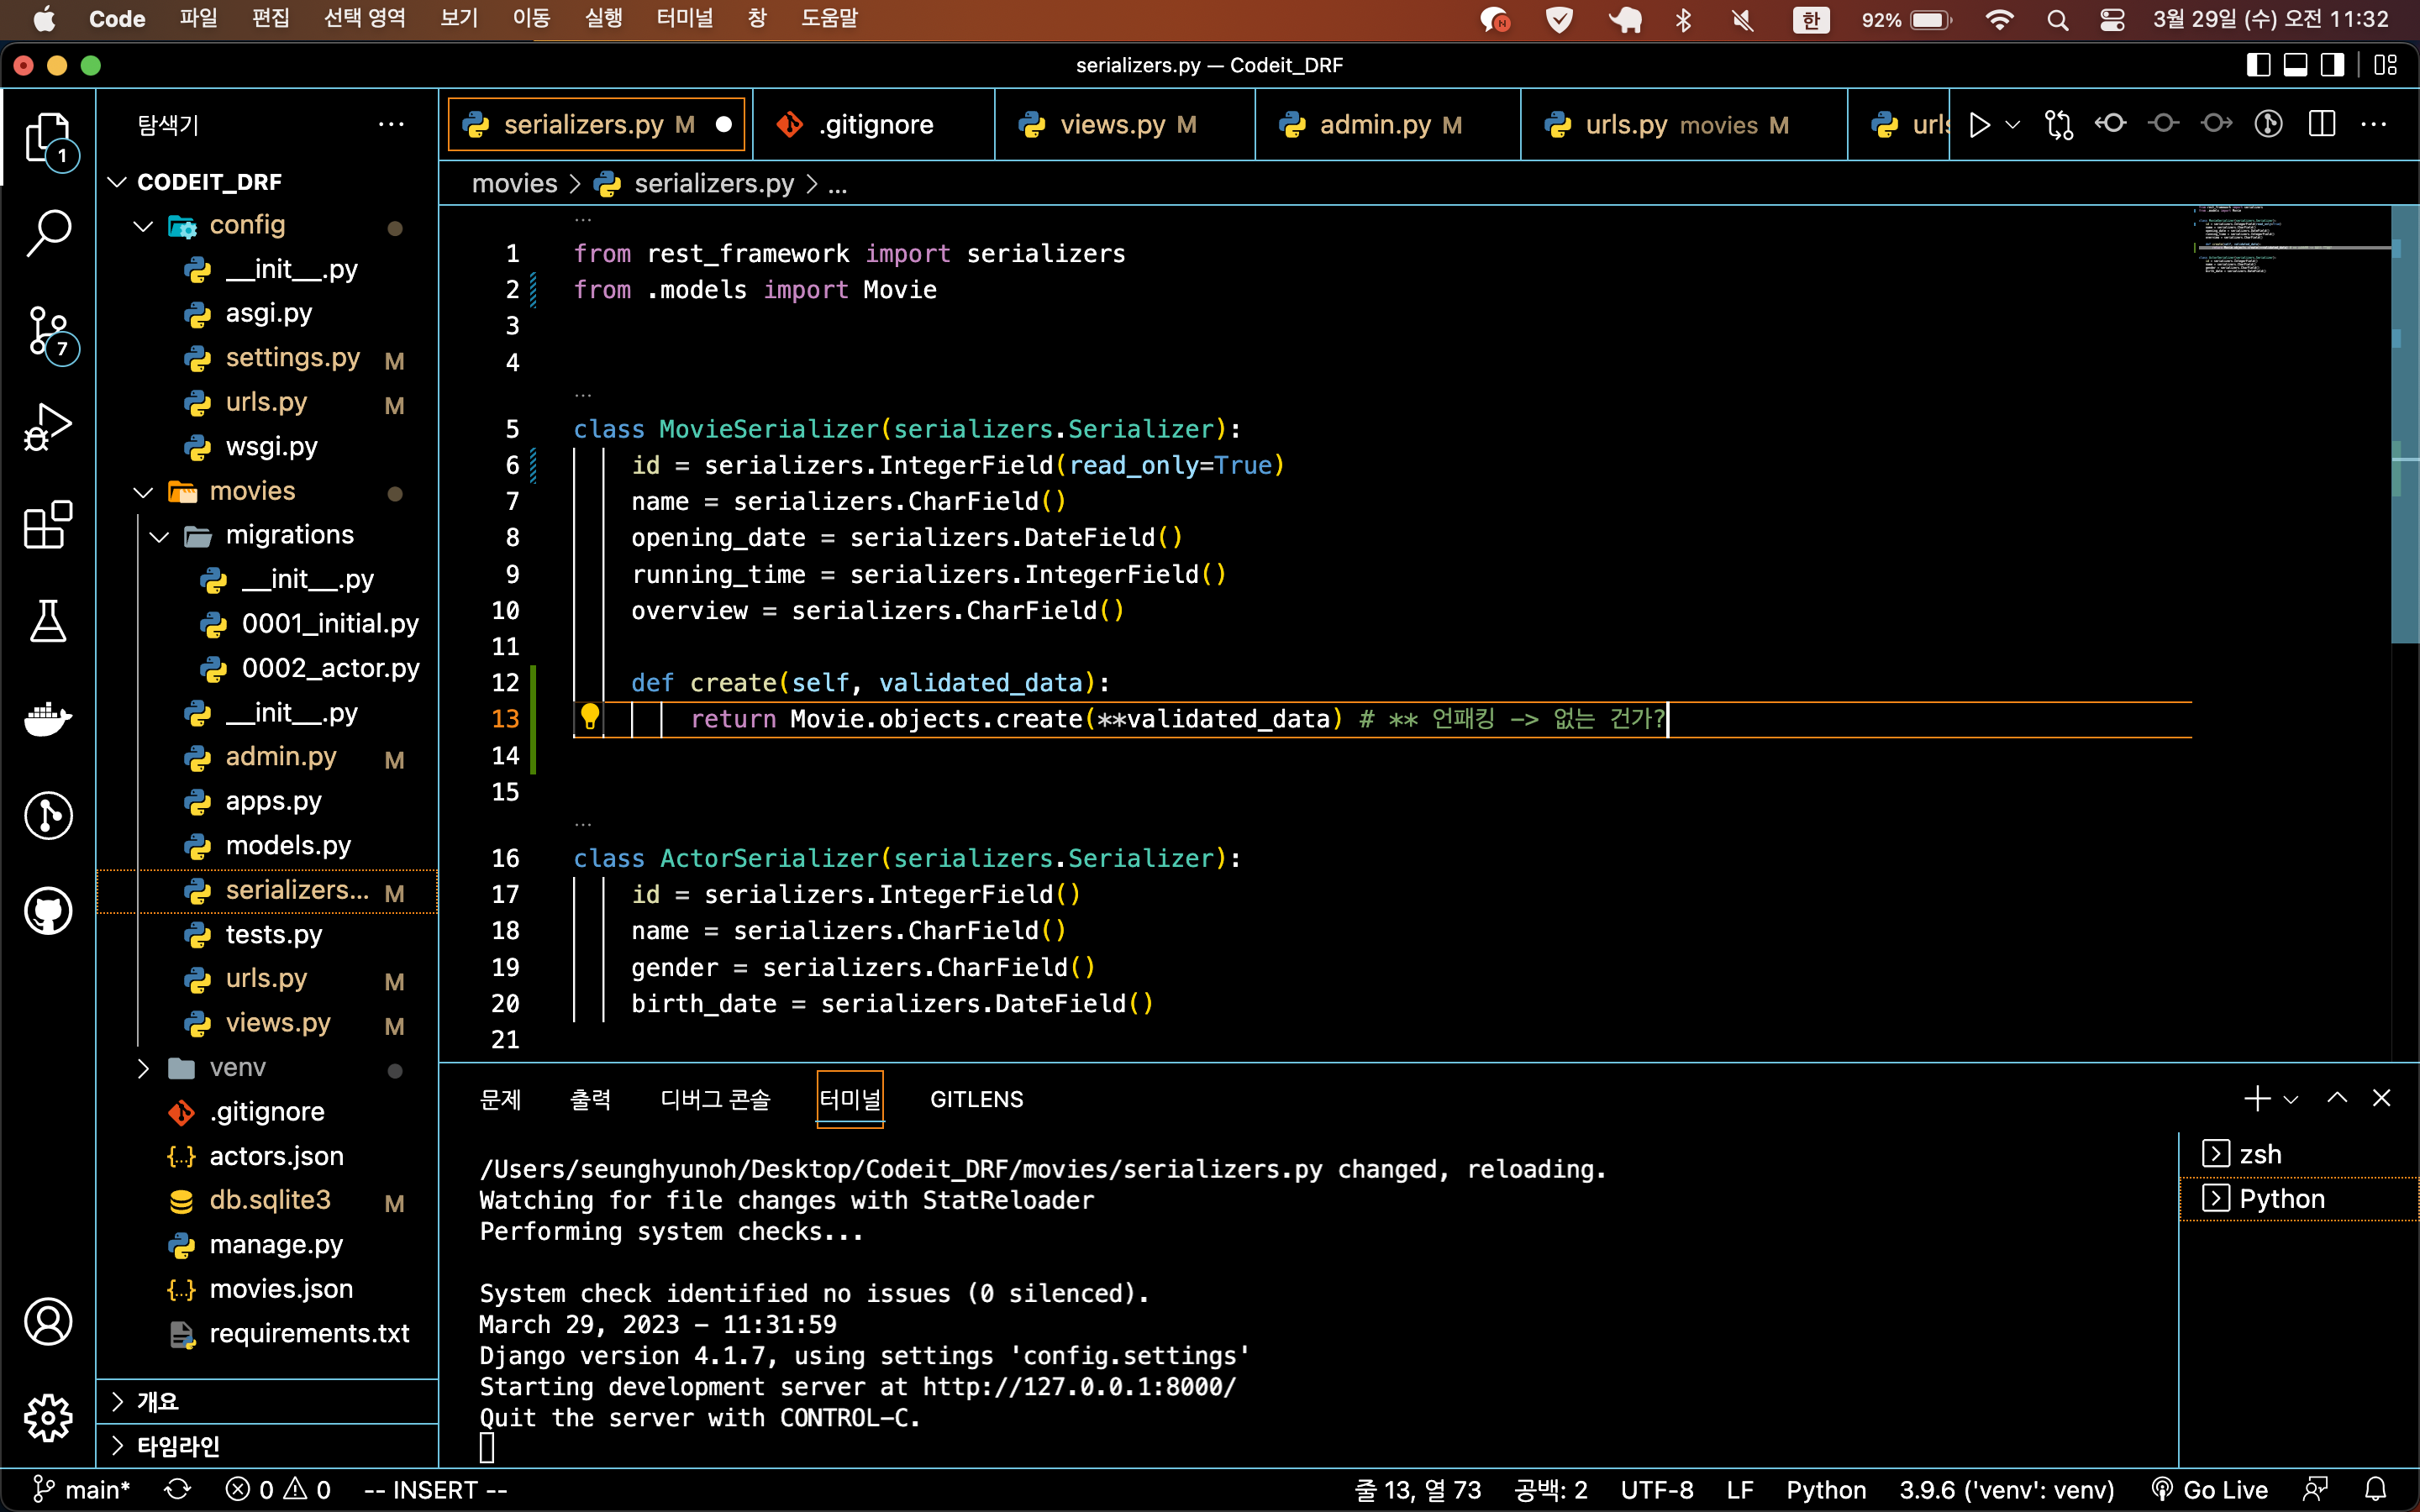 Code 파일 편집 선택 영역 보기 이동 실행 터미널 창 도움말 N 한 92% 3월 29일 (수) 오전 11:32
serializers.py — Codeit_DRF
탐색기 ...
serializers.py M .gitignore views.py M admin.py M urls.py movies M urls
movies > serializers.py > ...
1
7
CODEIT_DRF
config
__init__.py
asgi.py
settings.py M
urls.py M
wsgi.py
movies
migrations
__init__.py
0001_initial.py
0002_actor.py
__init__.py
admin.py M
apps.py
models.py
serializers... M
tests.py
urls.py M
views.py M
venv
.gitignore
actors.json
db.sqlite3 M
manage.py
movies.json
requirements.txt
개요
타임라인
1 from rest_framework import serializers
2 from .models import Movie
3
4
5 class MovieSerializer(serializers.Serializer):
6 id = serializers.IntegerField(read_only=True)
7 name = serializers.CharField()
8 opening_date = serializers.DateField()
9 running_time = serializers.IntegerField()
10 overview = serializers.CharField()
11
12 def create(self, validated_data):
13 return Movie.objects.create(**validated_data) # ** 언패킹 -> 없는 건가?
14
15
16 class ActorSerializer(serializers.Serializer):
17 id = serializers.IntegerField()
18 name = serializers.CharField()
19 gender = serializers.CharField()
20 birth_date = serializers.DateField()
21
문제 출력 디버그 콘솔 터미널 GITLENS
/Users/seunghyunoh/Desktop/Codeit_DRF/movies/serializers.py changed, reloading.
Watching for file changes with StatReloader
Performing system checks...
System check identified no issues (0 silenced).
March 29, 2023 - 11:31:59
Django version 4.1.7, using settings 'config.settings'
Starting development server at http://127.0.0.1:8000/
Quit the server with CONTROL-C.
zsh
Python
main* 0 0 -- INSERT -- 줄 13, 열 73 공백: 2 UTF-8 LF Python 3.9.6 ('venv': venv) Go Live